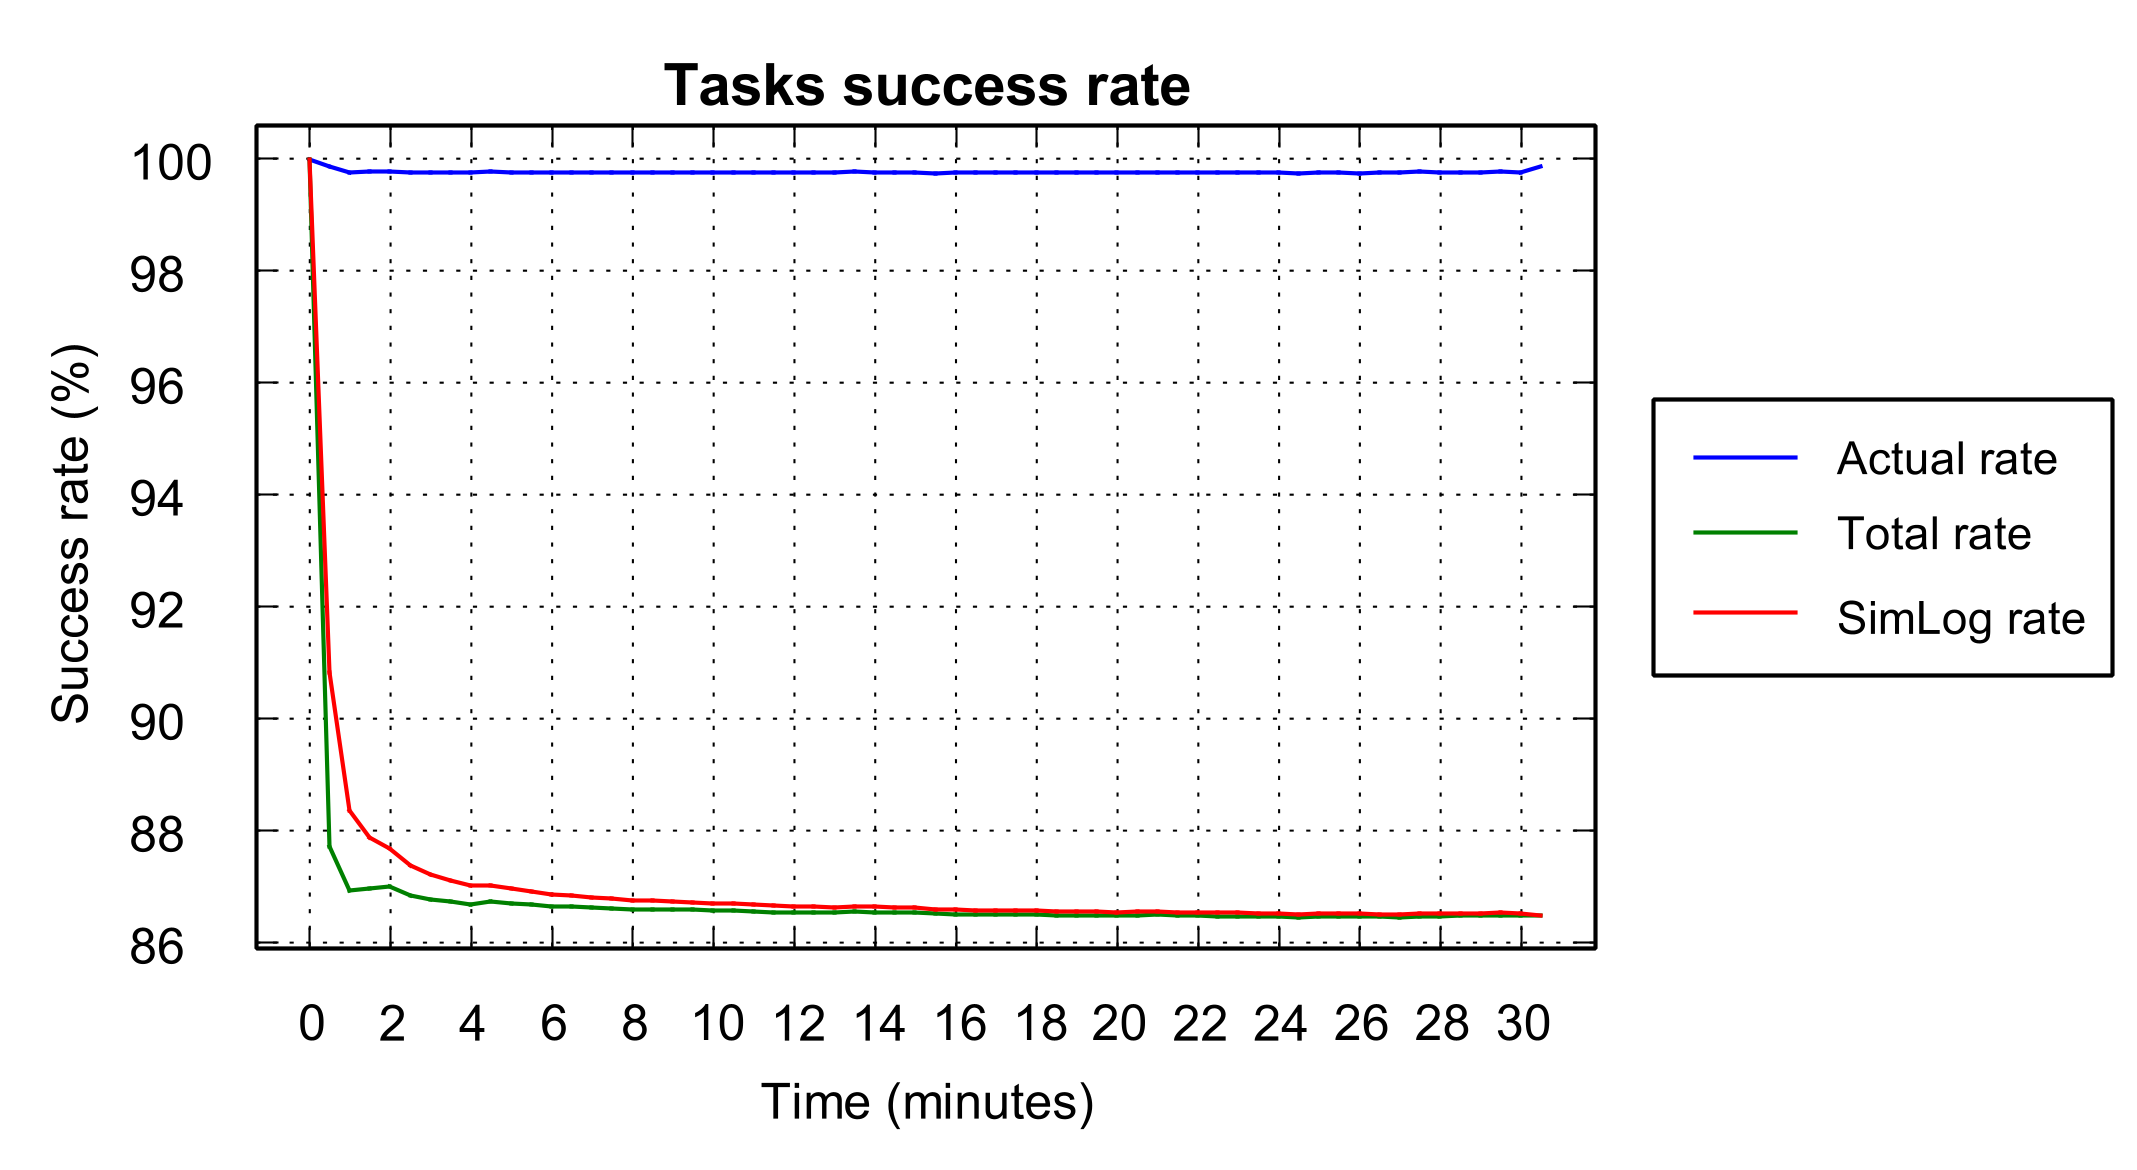 Tasks success rate
100
98
96
94
92
90
88
86
Success rate (%)
0 2 4 6 8 10 12 14 16 18 20 22 24 26 28 30
Time (minutes)
Actual rate
Total rate
SimLog rate